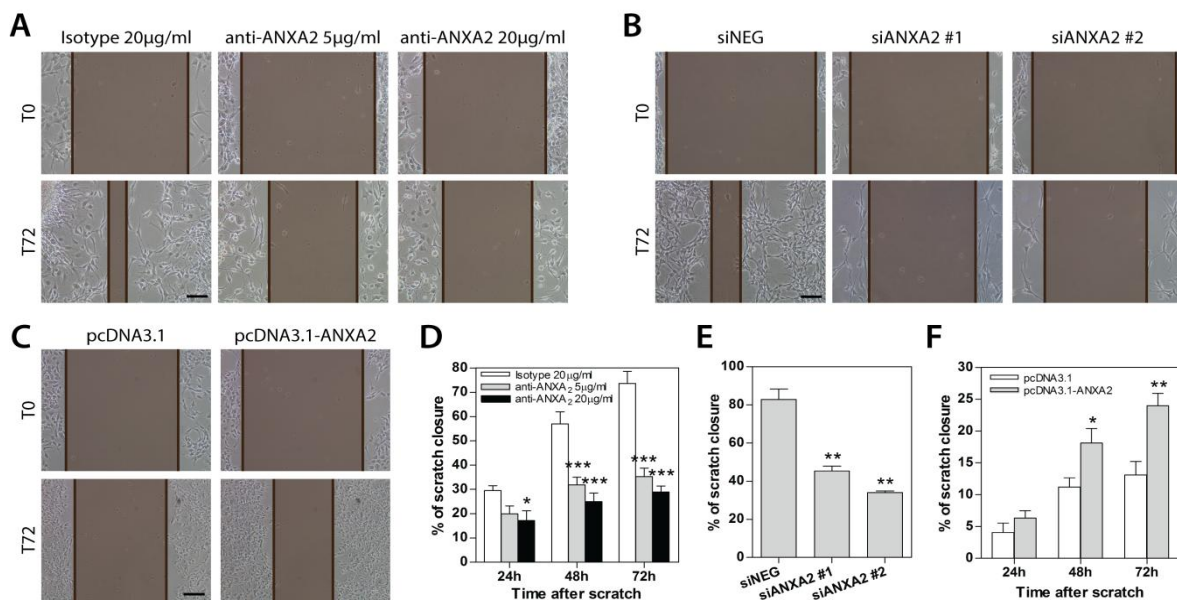 A
Isotype 20µg/ml
anti-ANXA2 5µg/ml
anti-ANXA2 20µg/ml
T0
T72
B
siNEG
siANXA2 #1
siANXA2 #2
T0
T72
C
pcDNA3.1
pcDNA3.1-ANXA2
T0
T72
D
% of scratch closure
80
70
60
50
40
30
20
10
0
Isotype 20µg/ml
anti-ANXA2 5µg/ml
anti-ANXA2 20µg/ml
*
***
***
***
***
24h
48h
72h
Time after scratch
E
% of scratch closure
100
80
60
40
20
0
**
**
siNEG
siANXA2 #1
siANXA2 #2
F
% of scratch closure
30
25
20
15
10
5
0
pcDNA3.1
pcDNA3.1-ANXA2
*
**
24h
48h
72h
Time after scratch